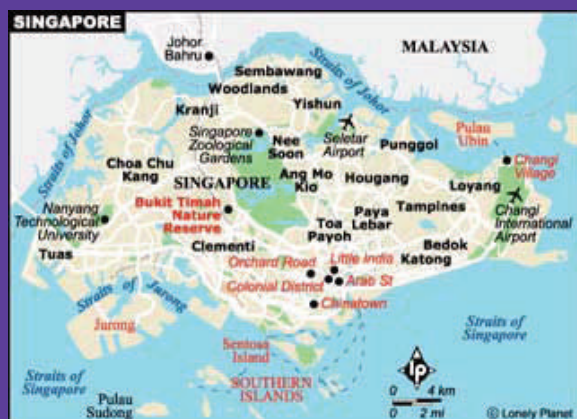 SINGAPORE
Johor
Bahru
MALAYSIA
Straits of Johor
Sembawang
Woodlands
Yishun
Kranji
Straits of Johor
Singapore
Zoological
Gardens
Nee
Soon
Seletar
Airport
Punggol
Pulau
Ubin
Changi
Village
Choa Chu
Kang
Ang Mo
Kio
Hougang
Loyang
SINGAPORE
Nanyang
Technological
University
Bukit Timah
Nature
Reserve
Paya
Lebar
Tampines
Changi
International
Airport
Toa
Payoh
Tuas
Clementi
Bedok
Katong
Orchard Road
Little India
Colonial District
Arab St
Chinatown
Straits of Jurong
Jurong
Sentosa
Island
SOUTHERN
ISLANDS
Straits of
Singapore
Straits of
Singapore
Pulau
Sudong
lp
0 4 km
0 2 mi
© Lonely Planet